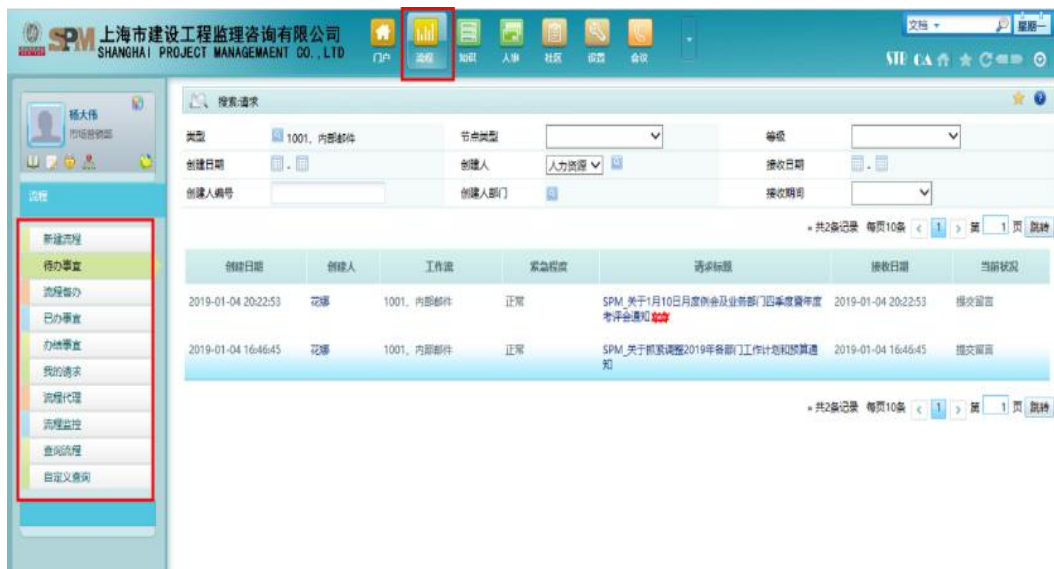 SPM 上海市建设工程监理咨询有限公司
SHANGHAI PROJECT MANAGEMAENT CO.,LTD
门户 流程 知识 人事 社区 设置 会议
文档
星期一
杨大伟
市场营销部
流程
新建流程
待办事宜
流程督办
已办事宜
办结事宜
我的请求
流程代理
流程监控
查询流程
自定义查询
搜索:请求
类型 1001, 内部邮件 节点类型 等级
创建日期 - 创建人 人力资源 接收日期 -
创建人编号 创建人部门 接收期间
» 共2条记录 每页10条 < 1 > 第 1 页 跳转
创建日期 创建人 工作流 紧急程度 请求标题 接收日期 当前状况
2019-01-04 20:22:53 花娜 1001, 内部邮件 正常 SPM_关于1月10日月度例会及业务部门四季度暨年度 2019-01-04 20:22:53 提交留言
考评会通知
2019-01-04 16:46:45 花娜 1001, 内部邮件 正常 SPM_关于抓紧调整2019年各部门工作计划和预算通 2019-01-04 16:46:45 提交留言
知
» 共2条记录 每页10条 < 1 > 第 1 页 跳转